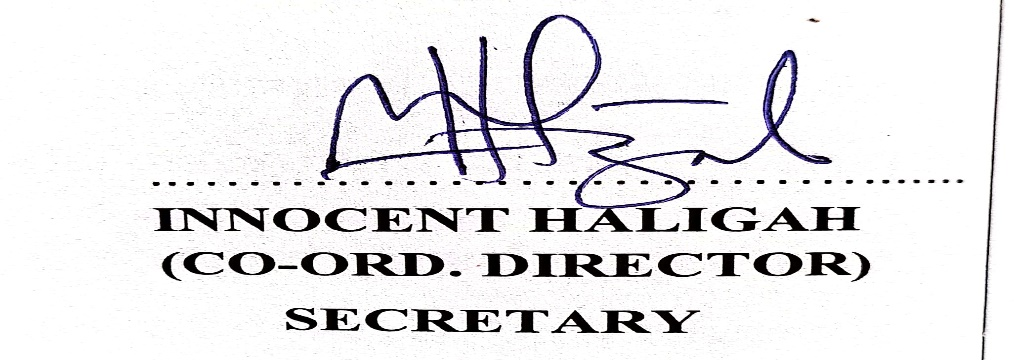 INNOCENT HALIGAH
(CO-ORD. DIRECTOR)
SECRETARY